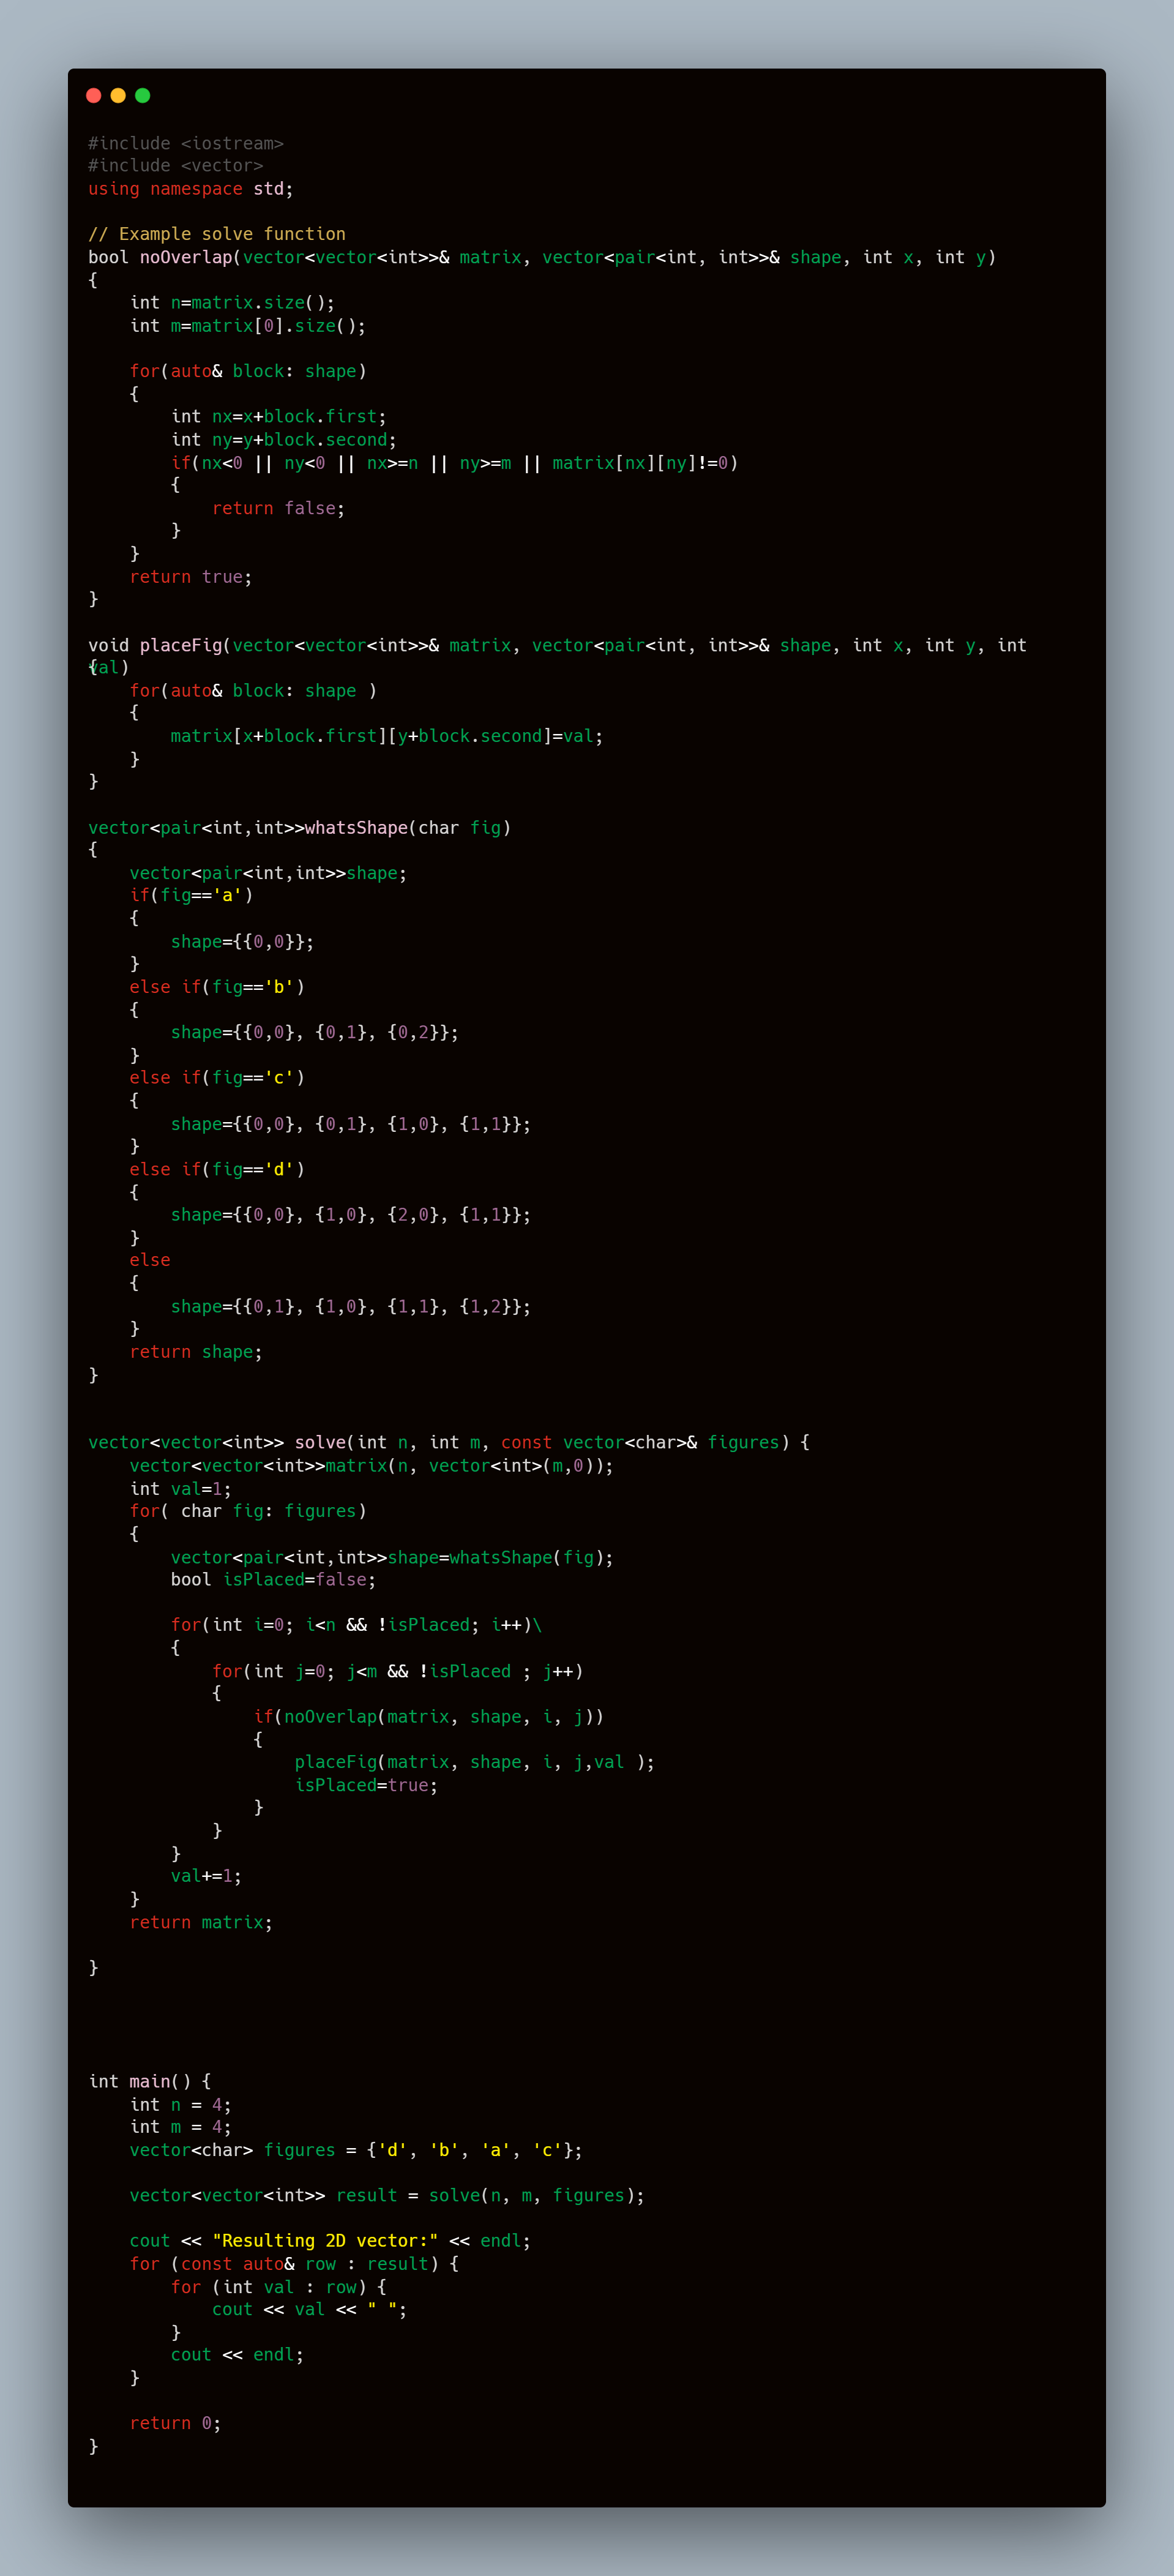 #include <iostream>
#include <vector>
using namespace std;

// Example solve function
bool noOverlap(vector<vector<int>>& matrix, vector<pair<int, int>>& shape, int x, int y)
{
    int n=matrix.size();
    int m=matrix[0].size();

    for(auto& block: shape)
    {
        int nx=x+block.first;
        int ny=y+block.second;
        if(nx<0 || ny<0 || nx>=n || ny>=m || matrix[nx][ny]!=0)
        {
            return false;
        }
    }
    return true;
}

void placeFig(vector<vector<int>>& matrix, vector<pair<int, int>>& shape, int x, int y, int
val)
{
    for(auto& block: shape )
    {
        matrix[x+block.first][y+block.second]=val;
    }
}

vector<pair<int,int>>whatsShape(char fig)
{
    vector<pair<int,int>>shape;
    if(fig=='a')
    {
        shape={{0,0}};
    }
    else if(fig=='b')
    {
        shape={{0,0}, {0,1}, {0,2}};
    }
    else if(fig=='c')
    {
        shape={{0,0}, {0,1}, {1,0}, {1,1}};
    }
    else if(fig=='d')
    {
        shape={{0,0}, {1,0}, {2,0}, {1,1}};
    }
    else
    {
        shape={{0,1}, {1,0}, {1,1}, {1,2}};
    }
    return shape;
}


vector<vector<int>> solve(int n, int m, const vector<char>& figures) {
    vector<vector<int>>matrix(n, vector<int>(m,0));
    int val=1;
    for( char fig: figures)
    {
        vector<pair<int,int>>shape=whatsShape(fig);
        bool isPlaced=false;

        for(int i=0; i<n && !isPlaced; i++)\
        {
            for(int j=0; j<m && !isPlaced ; j++)
            {
                if(noOverlap(matrix, shape, i, j))
                {
                    placeFig(matrix, shape, i, j,val );
                    isPlaced=true;
                }
            }
        }
        val+=1;
    }
    return matrix;

}




int main() {
    int n = 4;
    int m = 4;
    vector<char> figures = {'d', 'b', 'a', 'c'};

    vector<vector<int>> result = solve(n, m, figures);

    cout << "Resulting 2D vector:" << endl;
    for (const auto& row : result) {
        for (int val : row) {
            cout << val << " ";
        }
        cout << endl;
    }

    return 0;
}